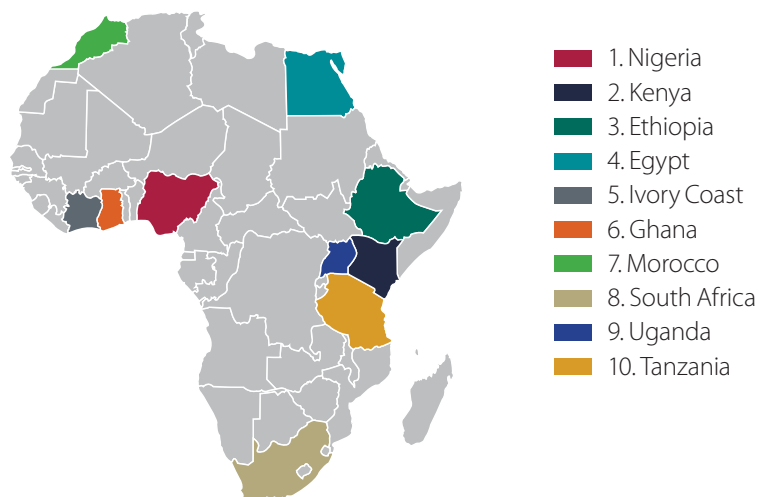 1. Nigeria
2. Kenya
3. Ethiopia
4. Egypt
5. Ivory Coast
6. Ghana
7. Morocco
8. South Africa
9. Uganda
10. Tanzania